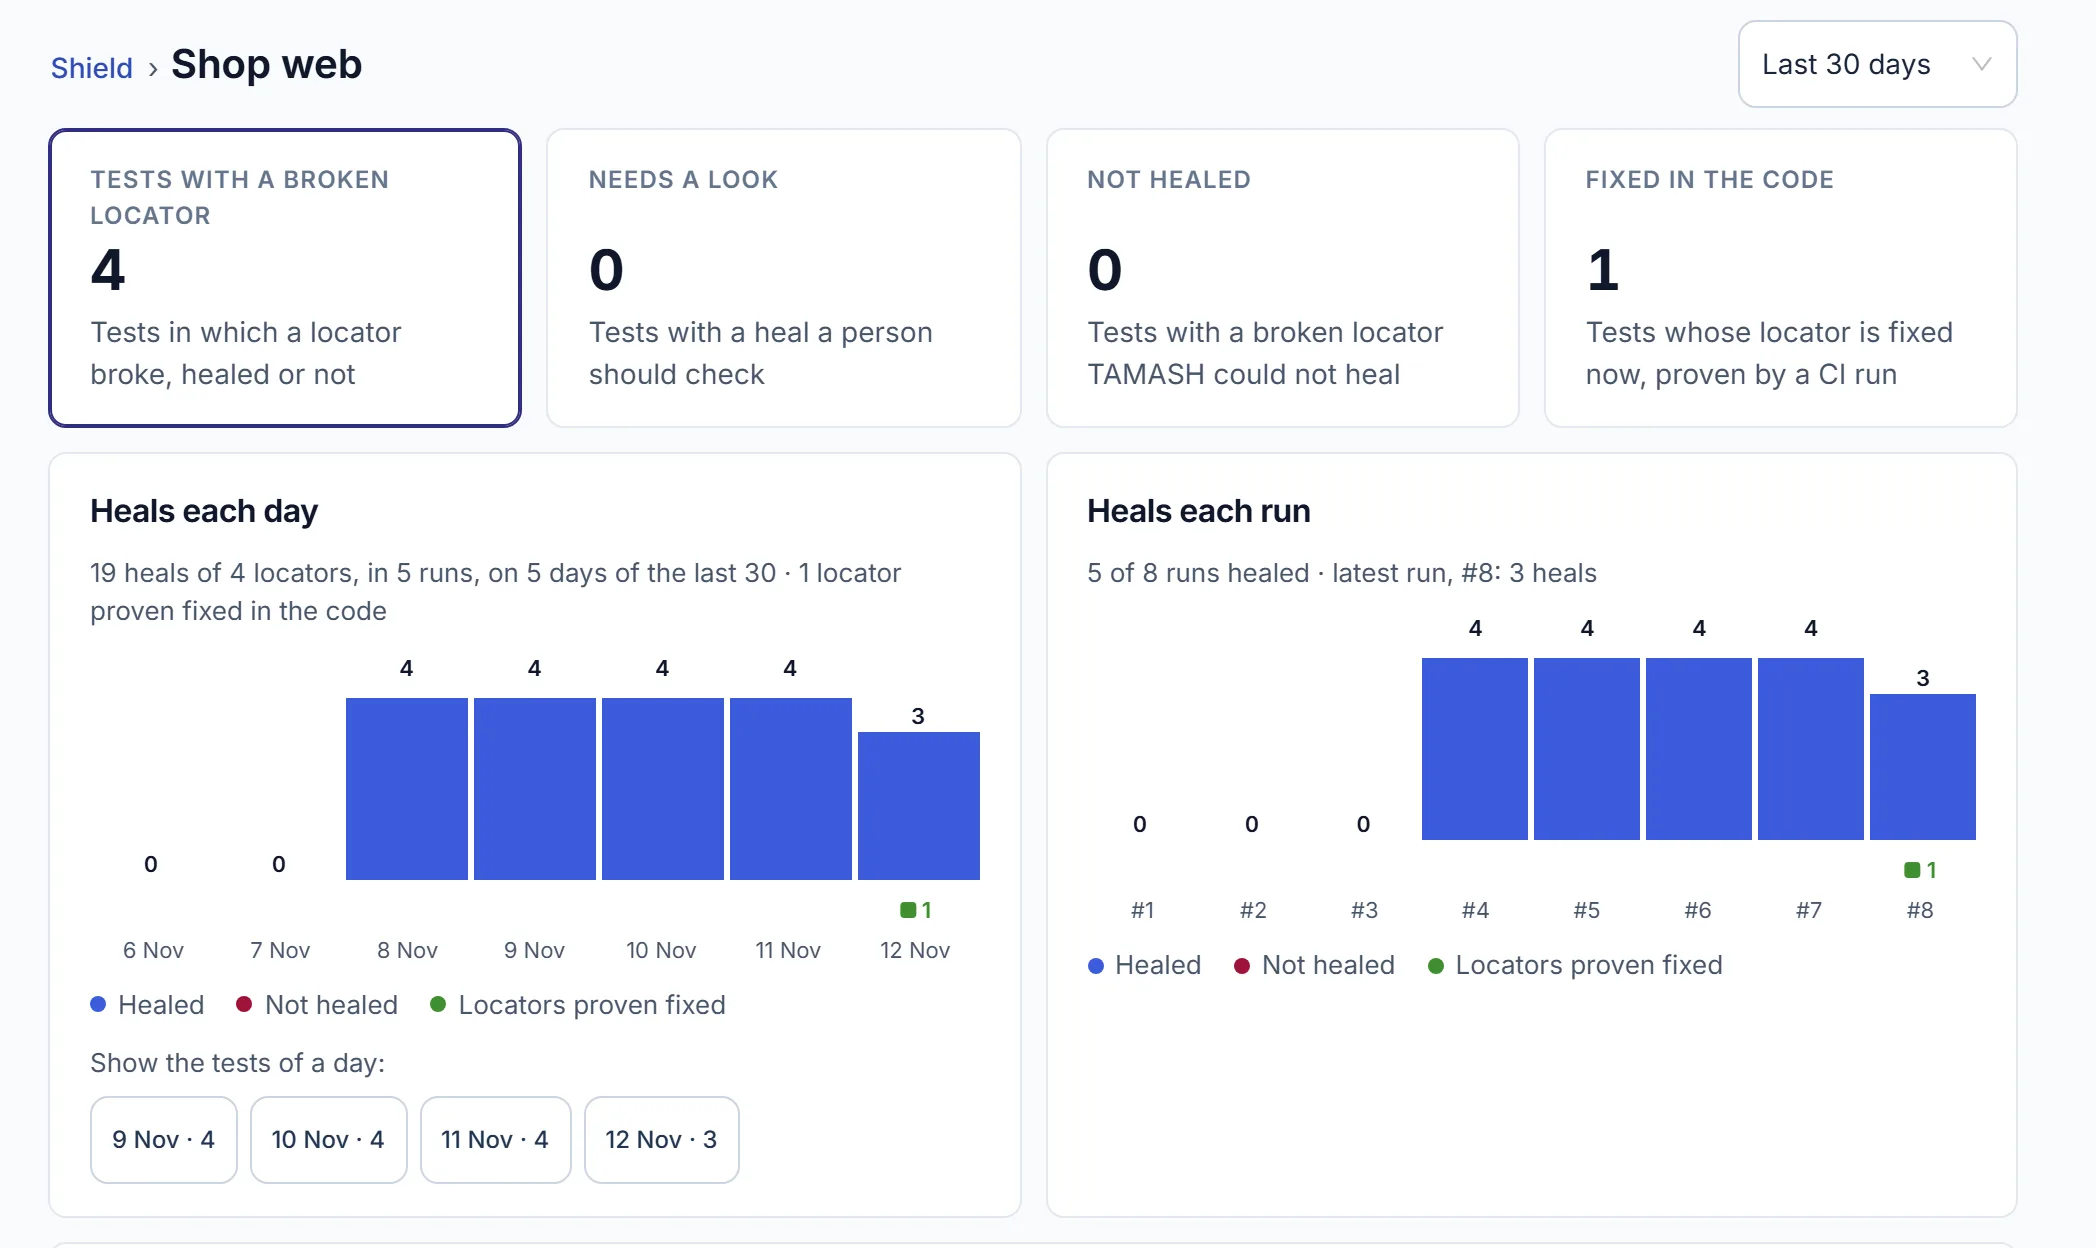 Shield › Shop web
Last 30 days
TESTS WITH A BROKEN
LOCATOR
4
Tests in which a locator
broke, healed or not
NEEDS A LOOK
0
Tests with a heal a person
should check
NOT HEALED
0
Tests with a broken locator
TAMASH could not heal
FIXED IN THE CODE
1
Tests whose locator is fixed
now, proven by a CI run
Heals each day
19 heals of 4 locators, in 5 runs, on 5 days of the last 30 · 1 locator
proven fixed in the code
4 4 4 4
3
0 0
1
6 Nov 7 Nov 8 Nov 9 Nov 10 Nov 11 Nov 12 Nov
Healed Not healed Locators proven fixed
Show the tests of a day:
9 Nov · 4 10 Nov · 4 11 Nov · 4 12 Nov · 3
Heals each run
5 of 8 runs healed · latest run, #8: 3 heals
4 4 4 4
3
0 0 0
1
#1 #2 #3 #4 #5 #6 #7 #8
Healed Not healed Locators proven fixed